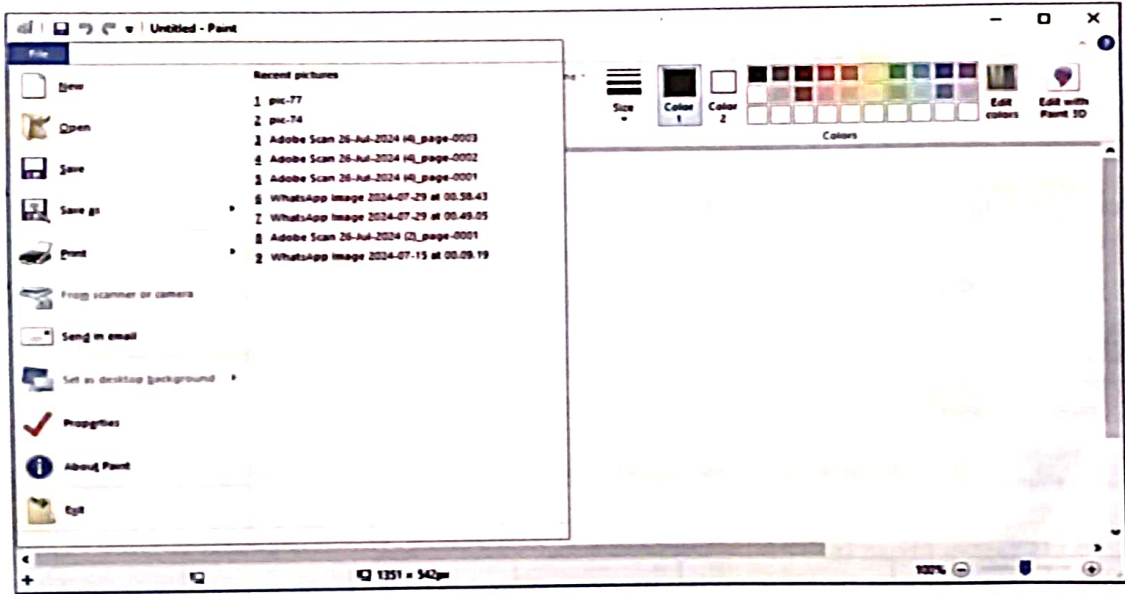 Untitled - Paint
File
New
Open
Save
Save as
Print
From scanner or camera
Send in email
Set as desktop background
Properties
About Paint
Exit
Recent pictures
1 pic-77
2 pic-74
3 Adobe Scan 26-Jul-2024 (4)_page-0003
4 Adobe Scan 26-Jul-2024 (4)_page-0002
5 Adobe Scan 26-Jul-2024 (4)_page-0001
6 WhatsApp Image 2024-07-29 at 00.58.43
7 WhatsApp Image 2024-07-29 at 00.49.05
8 Adobe Scan 26-Jul-2024 (2)_page-0001
9 WhatsApp Image 2024-07-15 at 00.09.19
Size
Color
1
Color
2
Edit
colors
Edit with
Paint 3D
Colors
1351 × 542px
100%